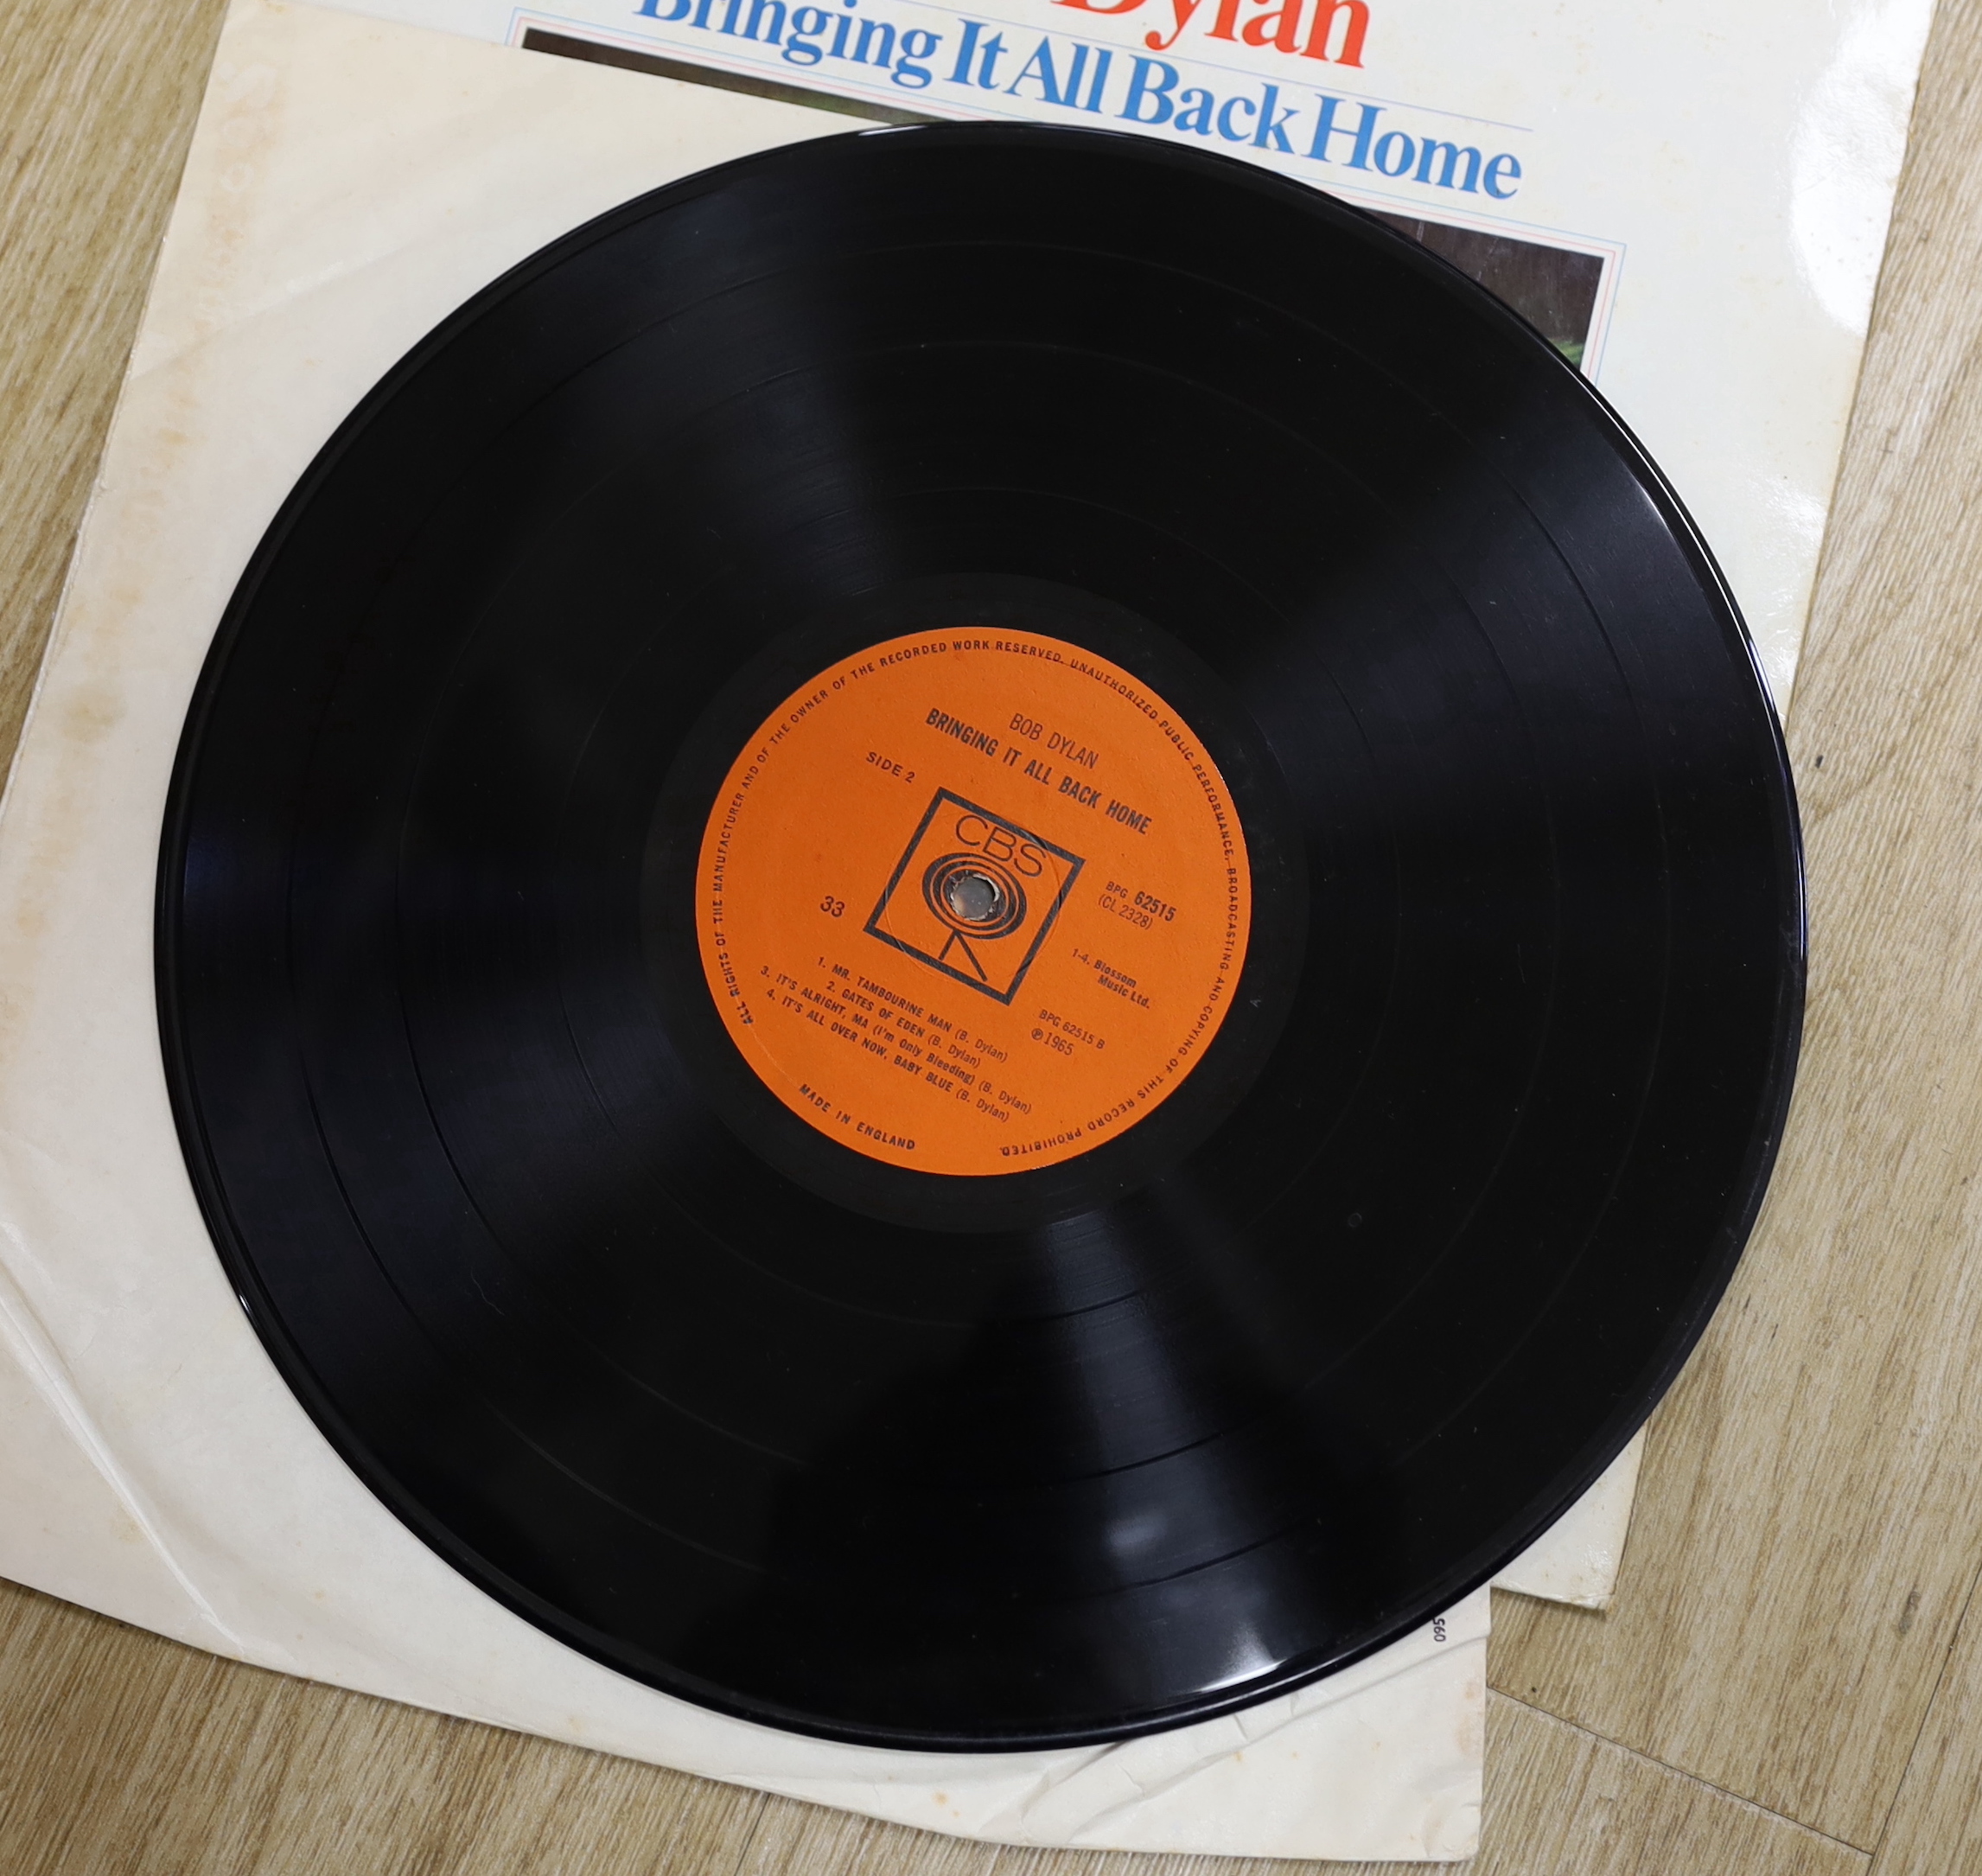 Dylan
Bringing It All Back Home
ALL RIGHTS OF THE MANUFACTURER AND OF THE OWNER OF THE RECORDED WORK RESERVED. UNAUTHORIZED PUBLIC PERFORMANCE, BROADCASTING AND COPYING OF THIS RECORD PROHIBITED.
BOB DYLAN
BRINGING IT ALL BACK HOME
SIDE 2
CBS
33
BPG 62515
(CL 2328)
1-4. Blossom
Music Ltd.
BPG 62515 B
℗ 1965
1. MR. TAMBOURINE MAN (B. Dylan)
2. GATES OF EDEN (B. Dylan)
3. IT'S ALRIGHT, MA (I'm Only Bleeding) (B. Dylan)
4. IT'S ALL OVER NOW, BABY BLUE (B. Dylan)
MADE IN ENGLAND
095